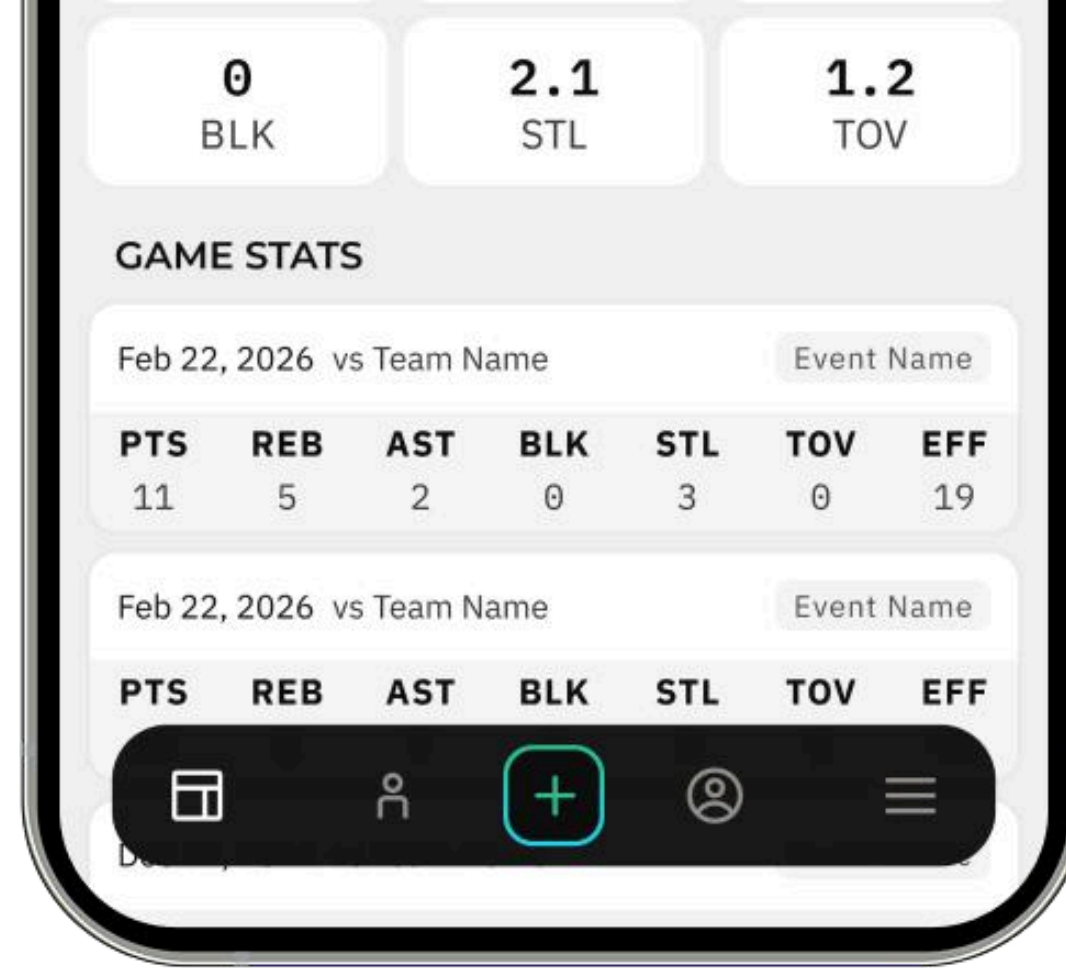 0 2.1 1.2
BLK STL TOV
GAME STATS
Feb 22, 2026 vs Team Name Event Name
PTS REB AST BLK STL TOV EFF
11 5 2 0 3 0 19
Feb 22, 2026 vs Team Name Event Name
PTS REB AST BLK STL TOV EFF